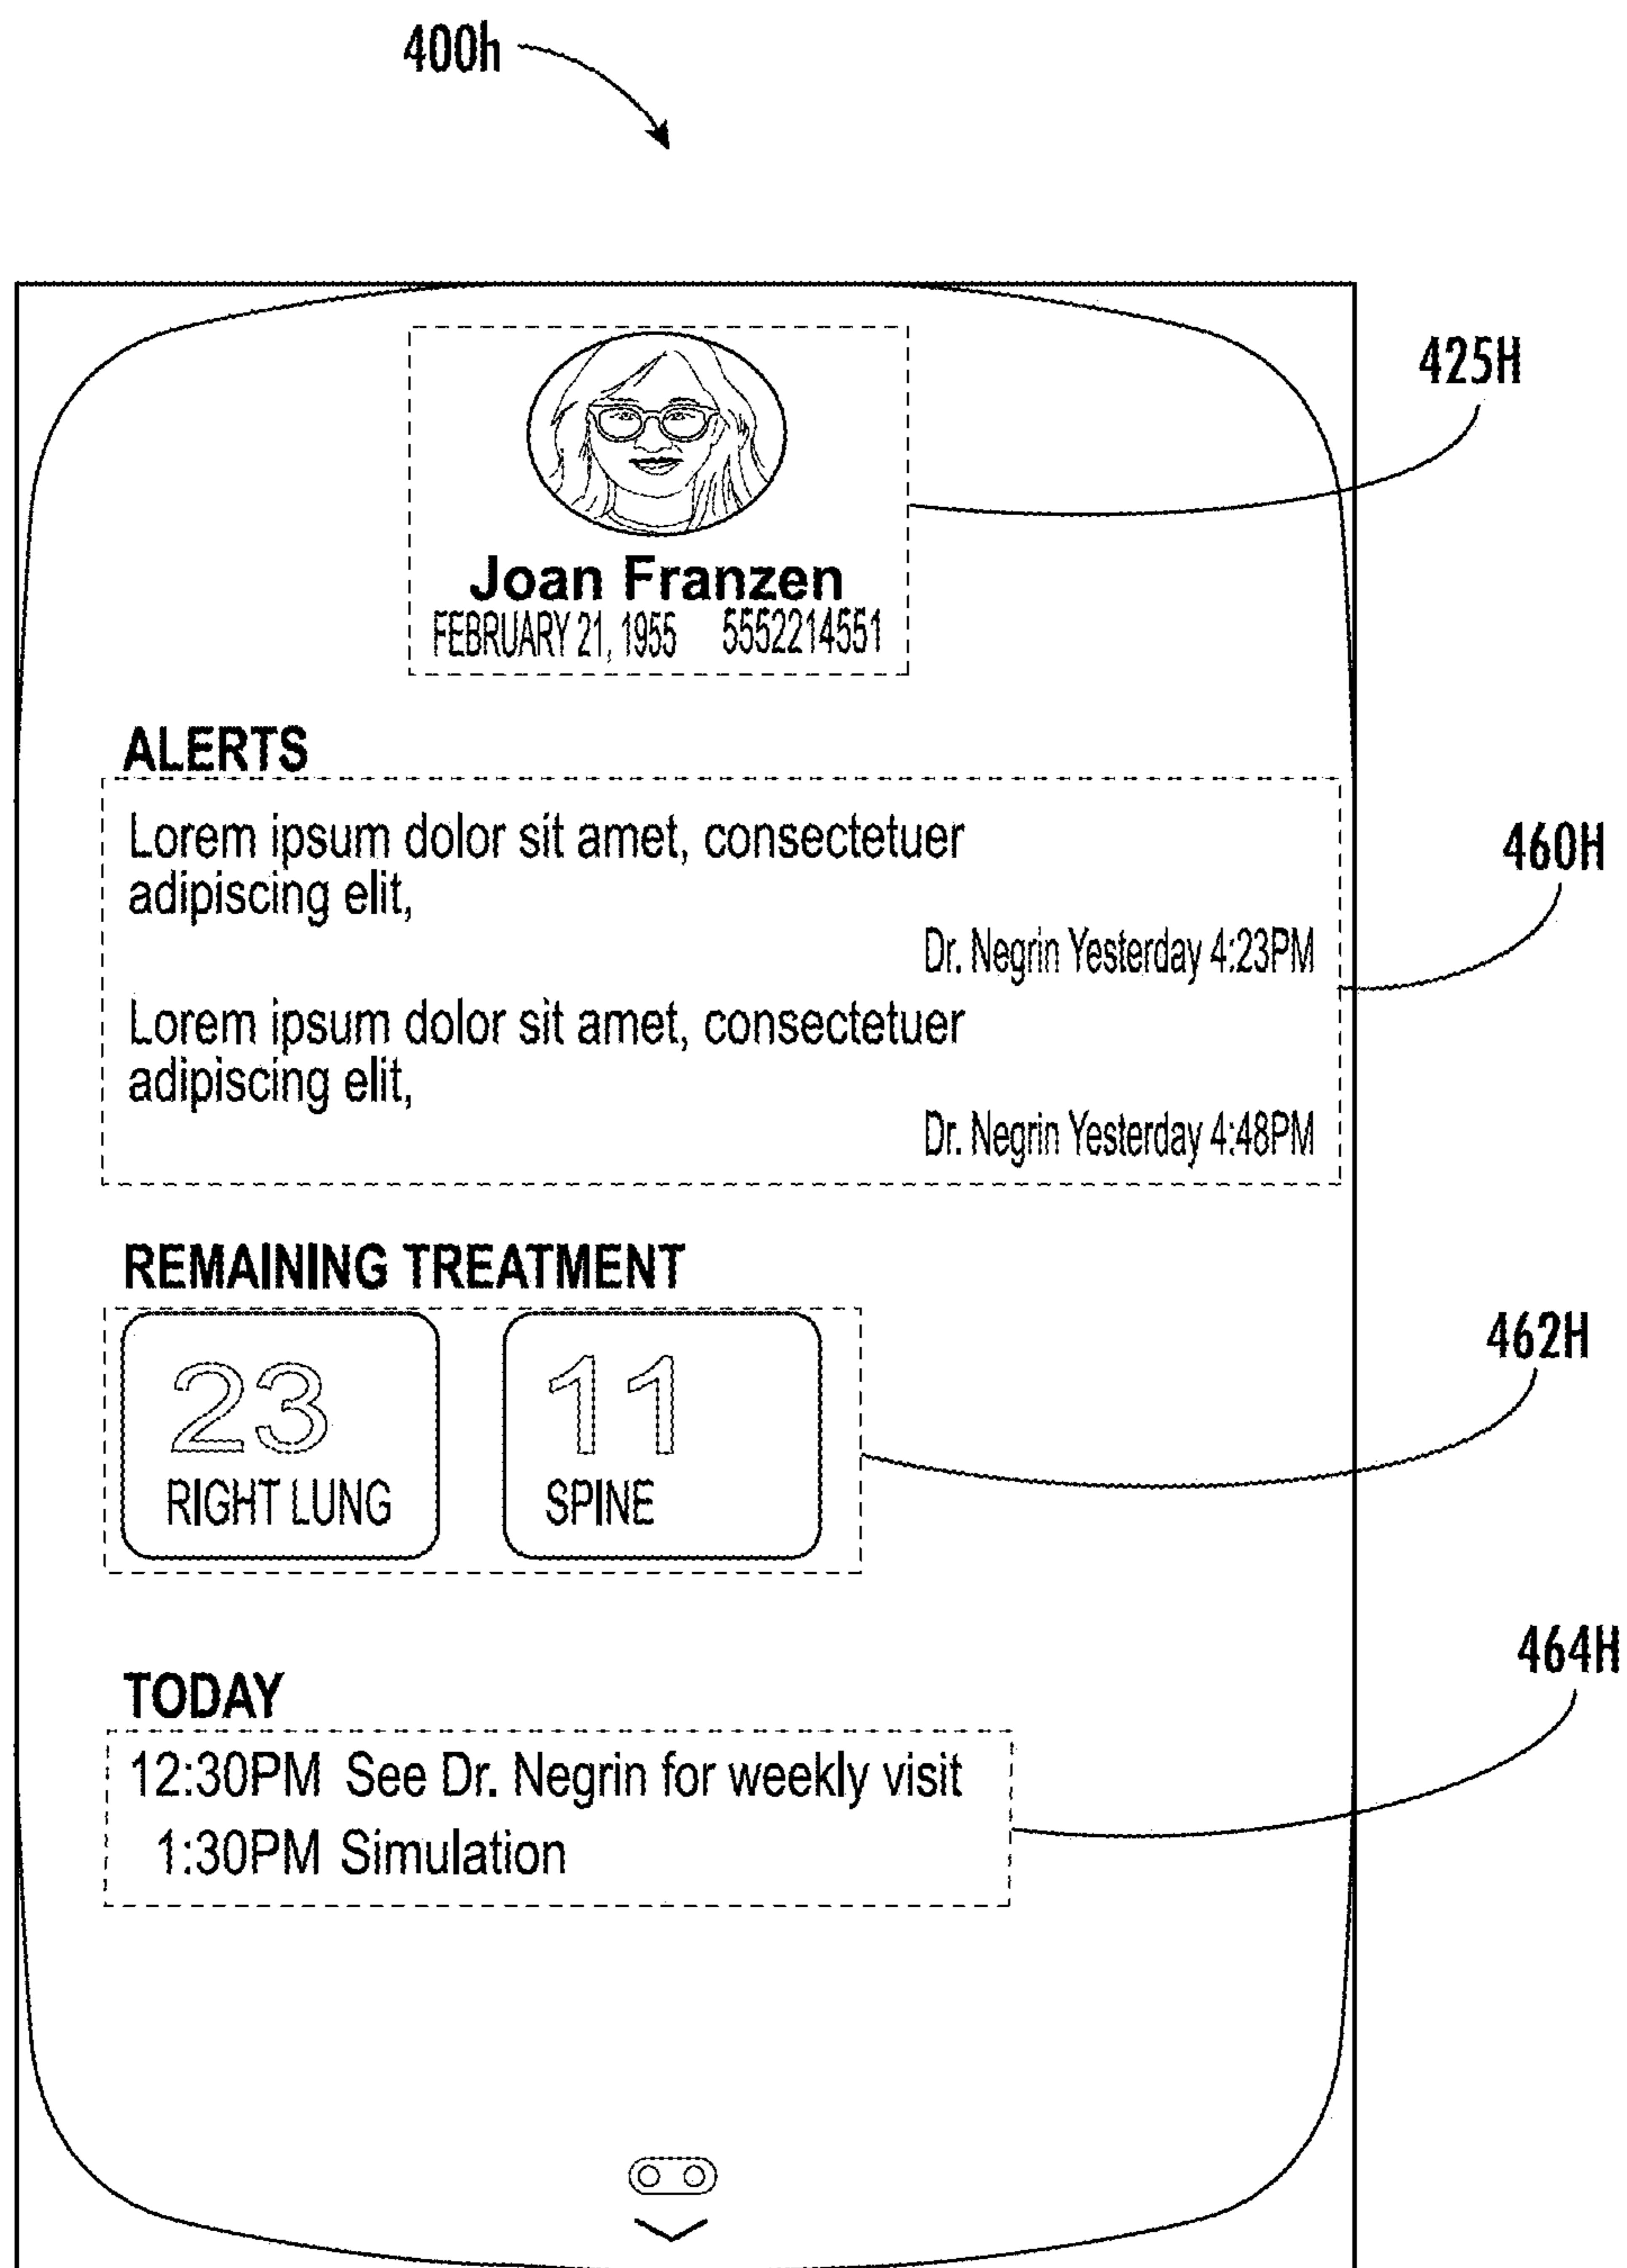 400h
425H
Joan Franzen
FEBRUARY 21, 1955 5552214551
ALERTS
Lorem ipsum dolor sit amet, consectetuer
adipiscing elit,
460H
Dr. Negrin Yesterday 4:23PM
Lorem ipsum dolor sit amet, consectetuer
adipiscing elit,
Dr. Negrin Yesterday 4:48PM
REMAINING TREATMENT
462H
23 11
RIGHT LUNG SPINE
464H
TODAY
12:30PM See Dr. Negrin for weekly visit
1:30PM Simulation